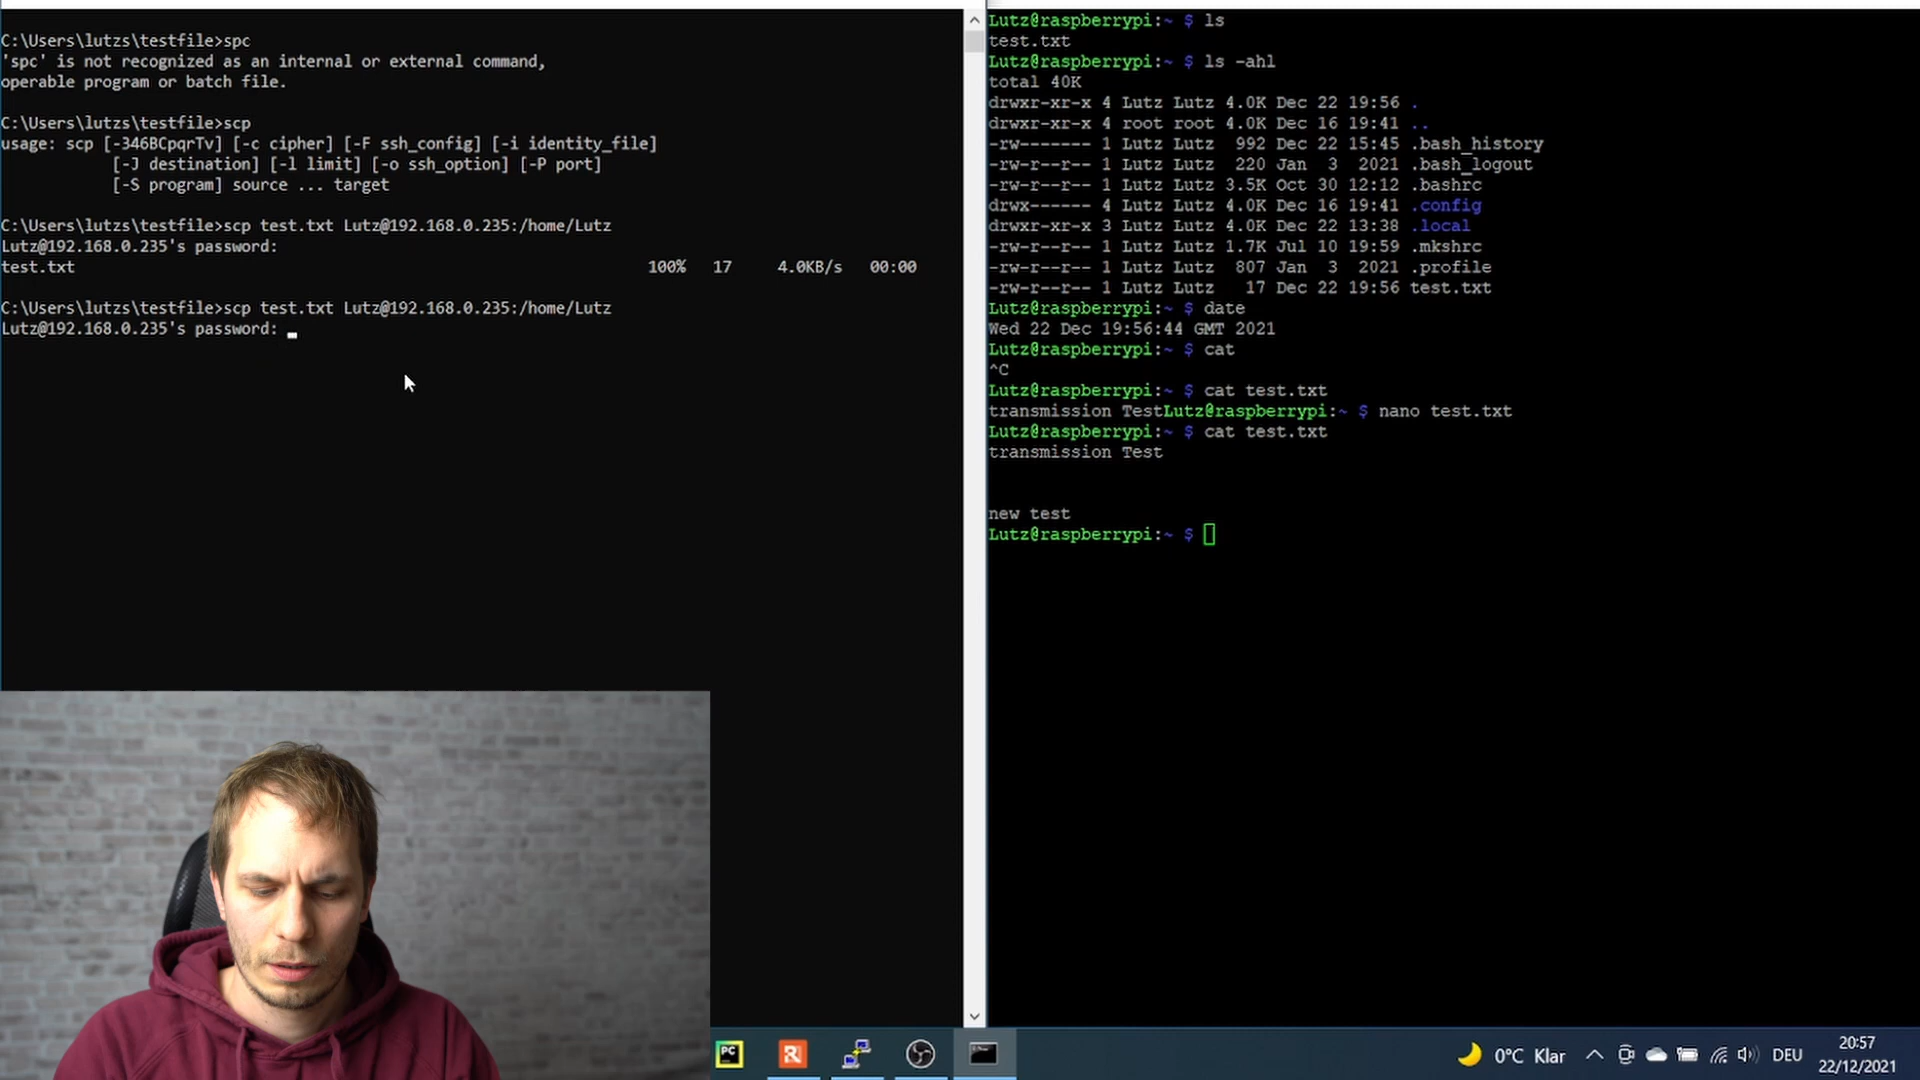 C:\Users\lutzs\testfile>spc
'spc' is not recognized as an internal or external command,
operable program or batch file.
C:\Users\lutzs\testfile>scp
usage: scp [-346BCpqrTv] [-c cipher] [-F ssh_config] [-i identity_file]
[-J destination] [-l limit] [-o ssh_option] [-P port]
[-S program] source ... target
C:\Users\lutzs\testfile>scp test.txt Lutz@192.168.0.235:/home/Lutz
Lutz@192.168.0.235's password:
test.txt 100% 17 4.0KB/s 00:00
C:\Users\lutzs\testfile>scp test.txt Lutz@192.168.0.235:/home/Lutz
Lutz@192.168.0.235's password:
Lutz@raspberrypi:~ $ ls
test.txt
Lutz@raspberrypi:~ $ ls -ahl
total 40K
drwxr-xr-x 4 Lutz Lutz 4.0K Dec 22 19:56 .
drwxr-xr-x 4 root root 4.0K Dec 16 19:41 ..
-rw------- 1 Lutz Lutz  992 Dec 22 15:45 .bash_history
-rw-r--r-- 1 Lutz Lutz  220 Jan  3  2021 .bash_logout
-rw-r--r-- 1 Lutz Lutz 3.5K Oct 30 12:12 .bashrc
drwx------ 4 Lutz Lutz 4.0K Dec 16 19:41 .config
drwxr-xr-x 3 Lutz Lutz 4.0K Dec 22 13:38 .local
-rw-r--r-- 1 Lutz Lutz 1.7K Jul 10 19:59 .mkshrc
-rw-r--r-- 1 Lutz Lutz  807 Jan  3  2021 .profile
-rw-r--r-- 1 Lutz Lutz   17 Dec 22 19:56 test.txt
Lutz@raspberrypi:~ $ date
Wed 22 Dec 19:56:44 GMT 2021
Lutz@raspberrypi:~ $ cat
^C
Lutz@raspberrypi:~ $ cat test.txt
transmission TestLutz@raspberrypi:~ $ nano test.txt
Lutz@raspberrypi:~ $ cat test.txt
transmission Test
new test
Lutz@raspberrypi:~ $
PC
R
0°C Klar
DEU
20:57
22/12/2021